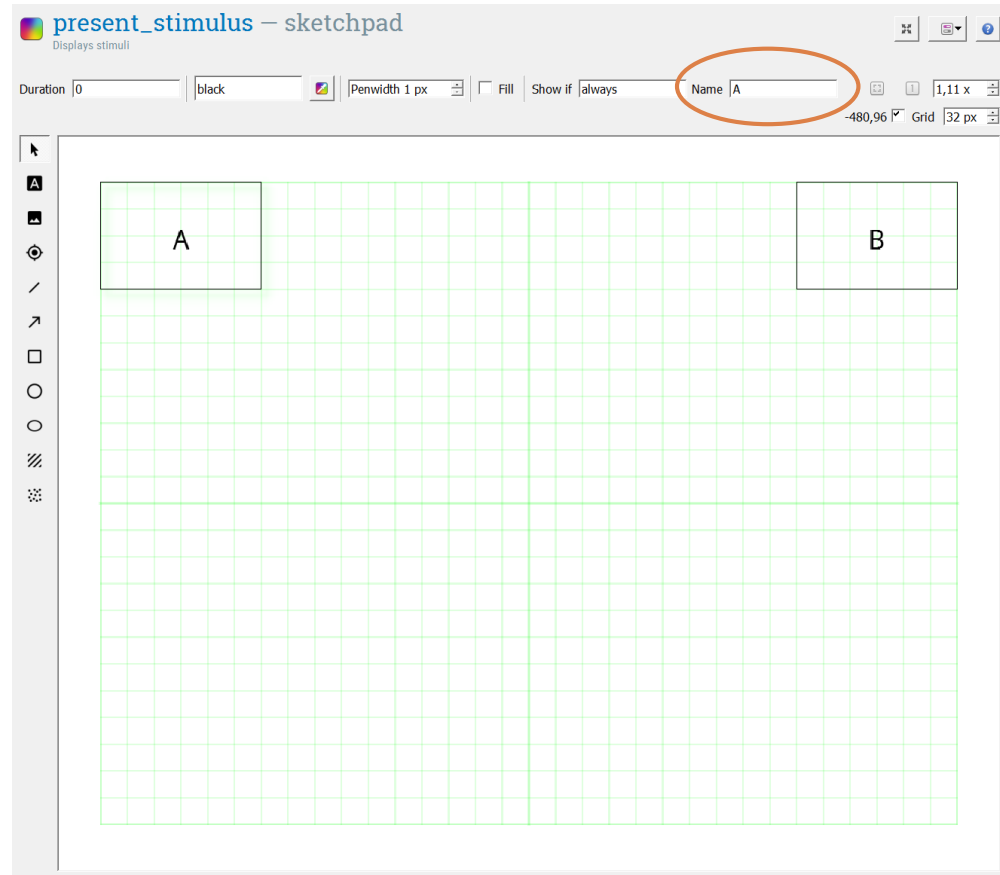 present_stimulus — sketchpad
Displays stimuli
Duration 0 black Penwidth 1 px Fill Show if always Name A 1 1,11 x
-480,96 Grid 32 px
A
A B